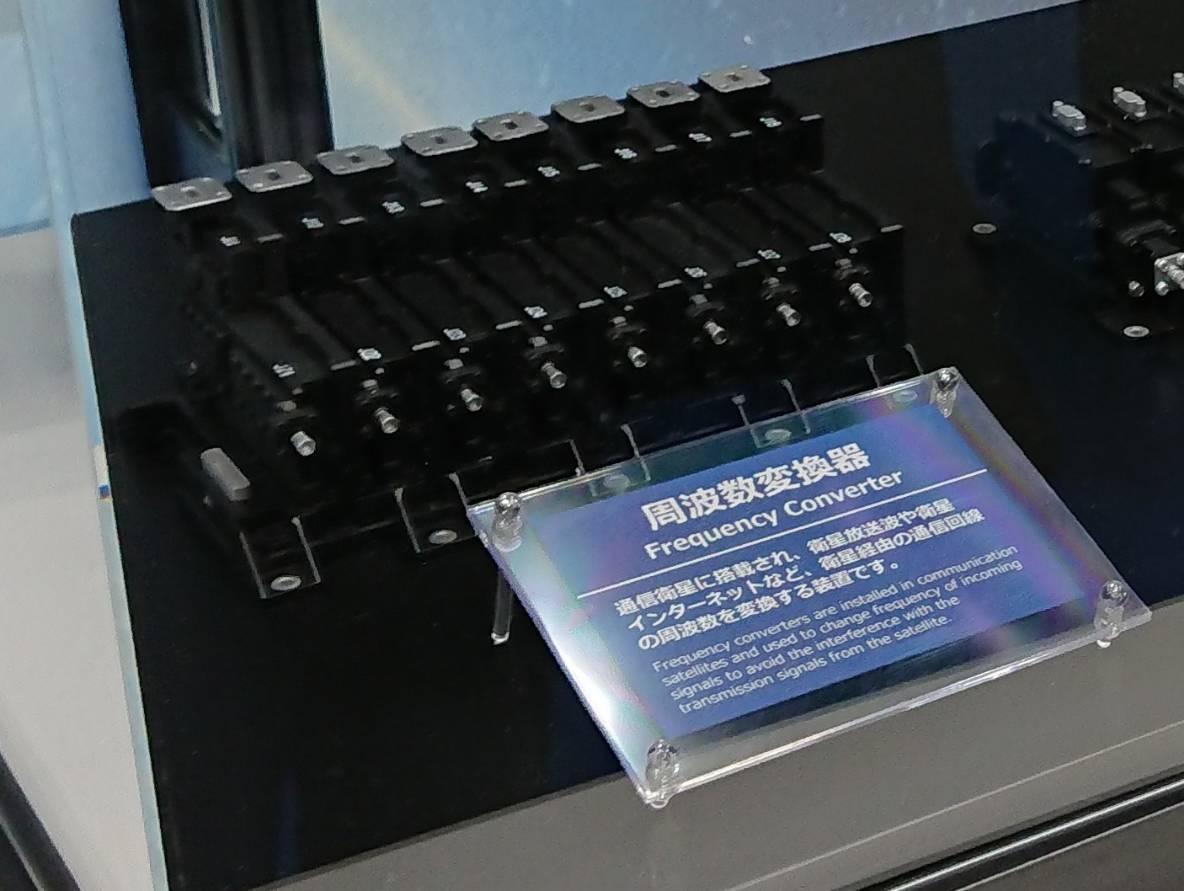 周波数変換器
Frequency Converter
通信衛星に搭載され、衛星放送波や衛星
インターネットなど、衛星経由の通信回線
の周波数を変換する装置です。
Frequency converters are installed in communication
satellites and used to change frequency of incoming
signals to avoid the interference with the
transmission signals from the satellite.